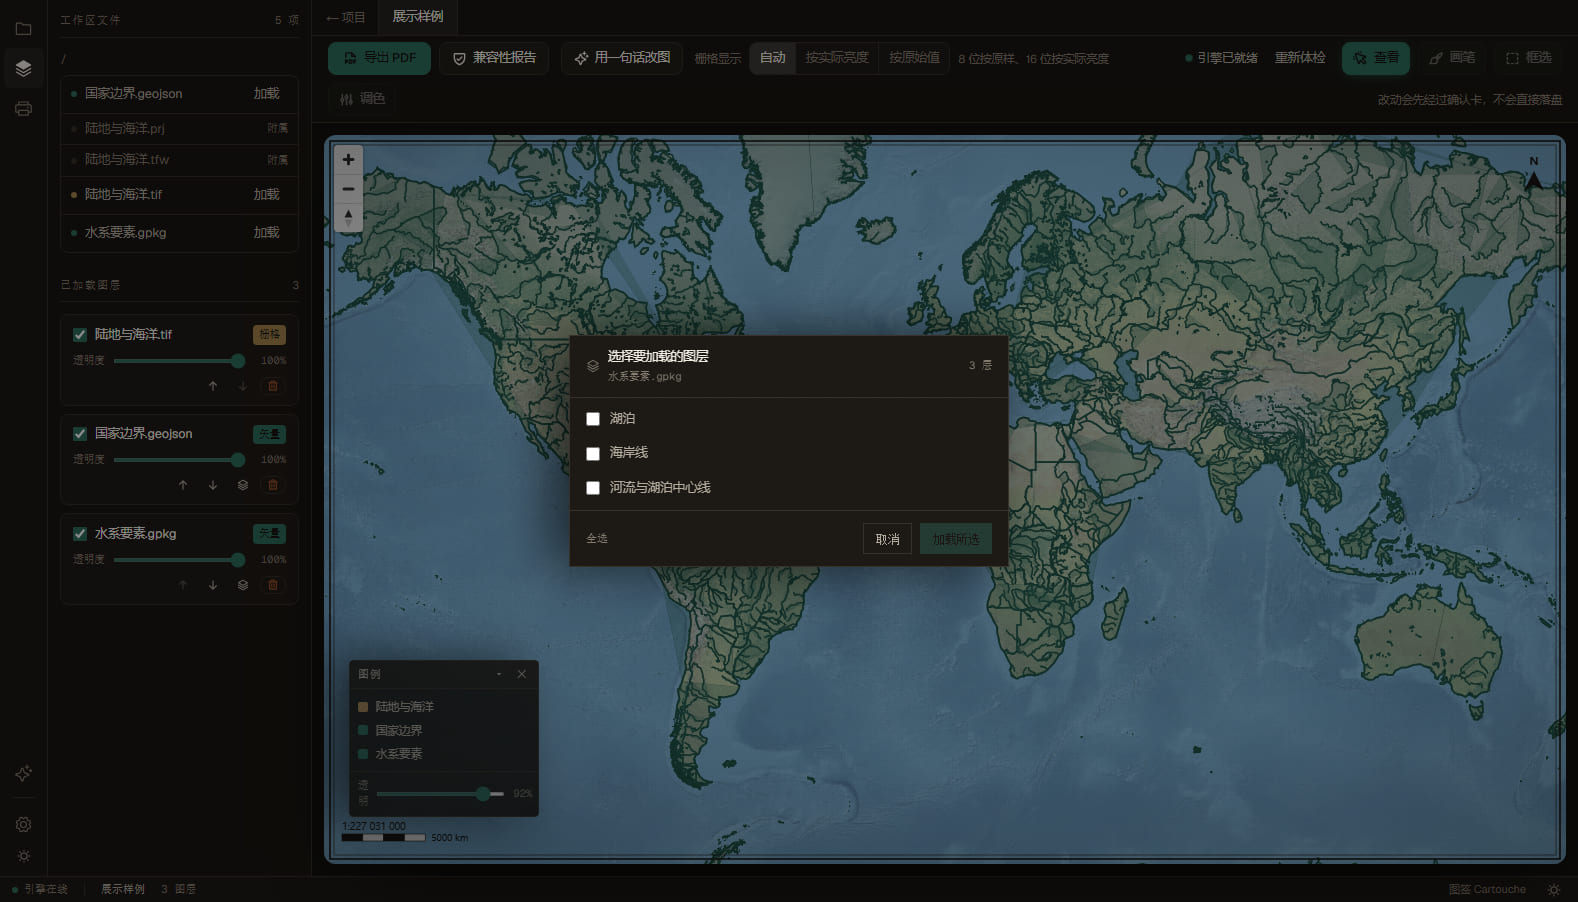 工作区文件
5 项
/
国家边界.geojson
加载
陆地与海洋.prj
附属
陆地与海洋.tfw
附属
陆地与海洋.tif
加载
水系要素.gpkg
加载
已加载图层
3
陆地与海洋.tif
栅格
透明度
100%
国家边界.geojson
矢量
透明度
100%
水系要素.gpkg
矢量
透明度
100%
←项目
展示样例
导出 PDF
兼容性报告
用一句话改图
栅格显示
自动
按实际亮度
按原始值
8 位按原样、16 位按实际亮度
引擎已就绪
重新体检
查看
画笔
框选
调色
改动会先经过确认卡，不会直接落盘
N
选择要加载的图层
水系要素.gpkg
3 层
湖泊
海岸线
河流与湖泊中心线
全选
取消
加载所选
图例
陆地与海洋
国家边界
水系要素
透明
92%
1:227 031 000
5000 km
引擎在线
展示样例
3 图层
图签 Cartouche